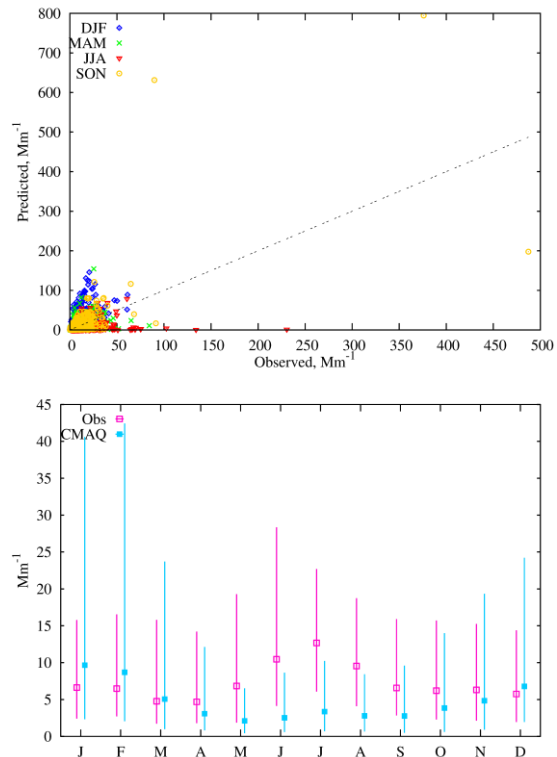 800
700
600
500
400
300
200
100
0
Predicted, Mm⁻¹
DJF
MAM
JJA
SON
0 50 100 150 200 250 300 350 400 450 500
Observed, Mm⁻¹
45
40
35
30
25
20
15
10
5
0
Mm⁻¹
Obs
CMAQ
J F M A M J J A S O N D